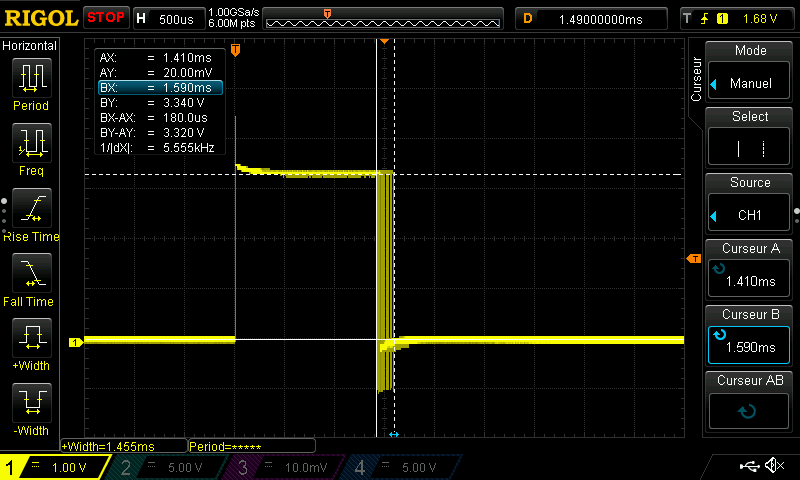 RIGOL STOP H 500us 1.00GSa/s 6.00M pts T D 1.49000000ms T 1 1.68 V
Horizontal
Period
Freq
Rise Time
Fall Time
+Width
-Width
AX: = 1.410ms
AY: = 20.00mV
BX: = 1.590ms
BY: = 3.340 V
BX-AX: = 180.0us
BY-AY: = 3.320 V
1/|dX|: = 5.555kHz
T
1
T
Curseur
Mode
Manuel
Select
Source
CH1
Curseur A
1.410ms
Curseur B
1.590ms
Curseur AB
+Width=1.455ms Period=*****
1 = 1.00 V 2 = 5.00 V 3 = 10.0mV 4 = 5.00 V